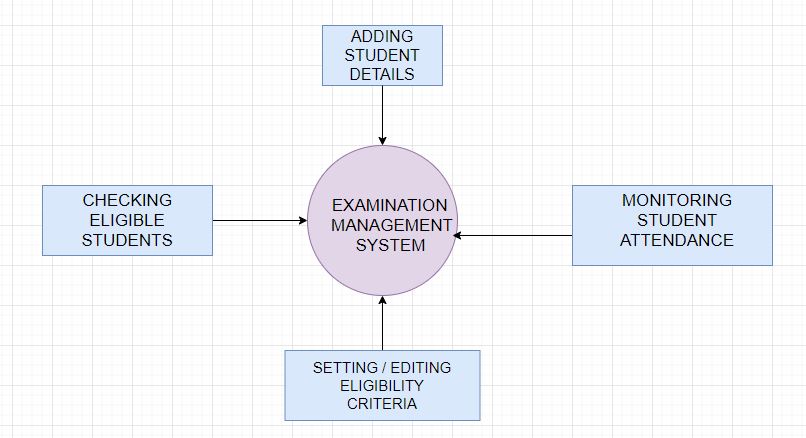 ADDING
STUDENT
DETAILS
CHECKING
ELIGIBLE
STUDENTS
EXAMINATION
MANAGEMENT
SYSTEM
MONITORING
STUDENT
ATTENDANCE
SETTING / EDITING
ELIGIBILITY
CRITERIA